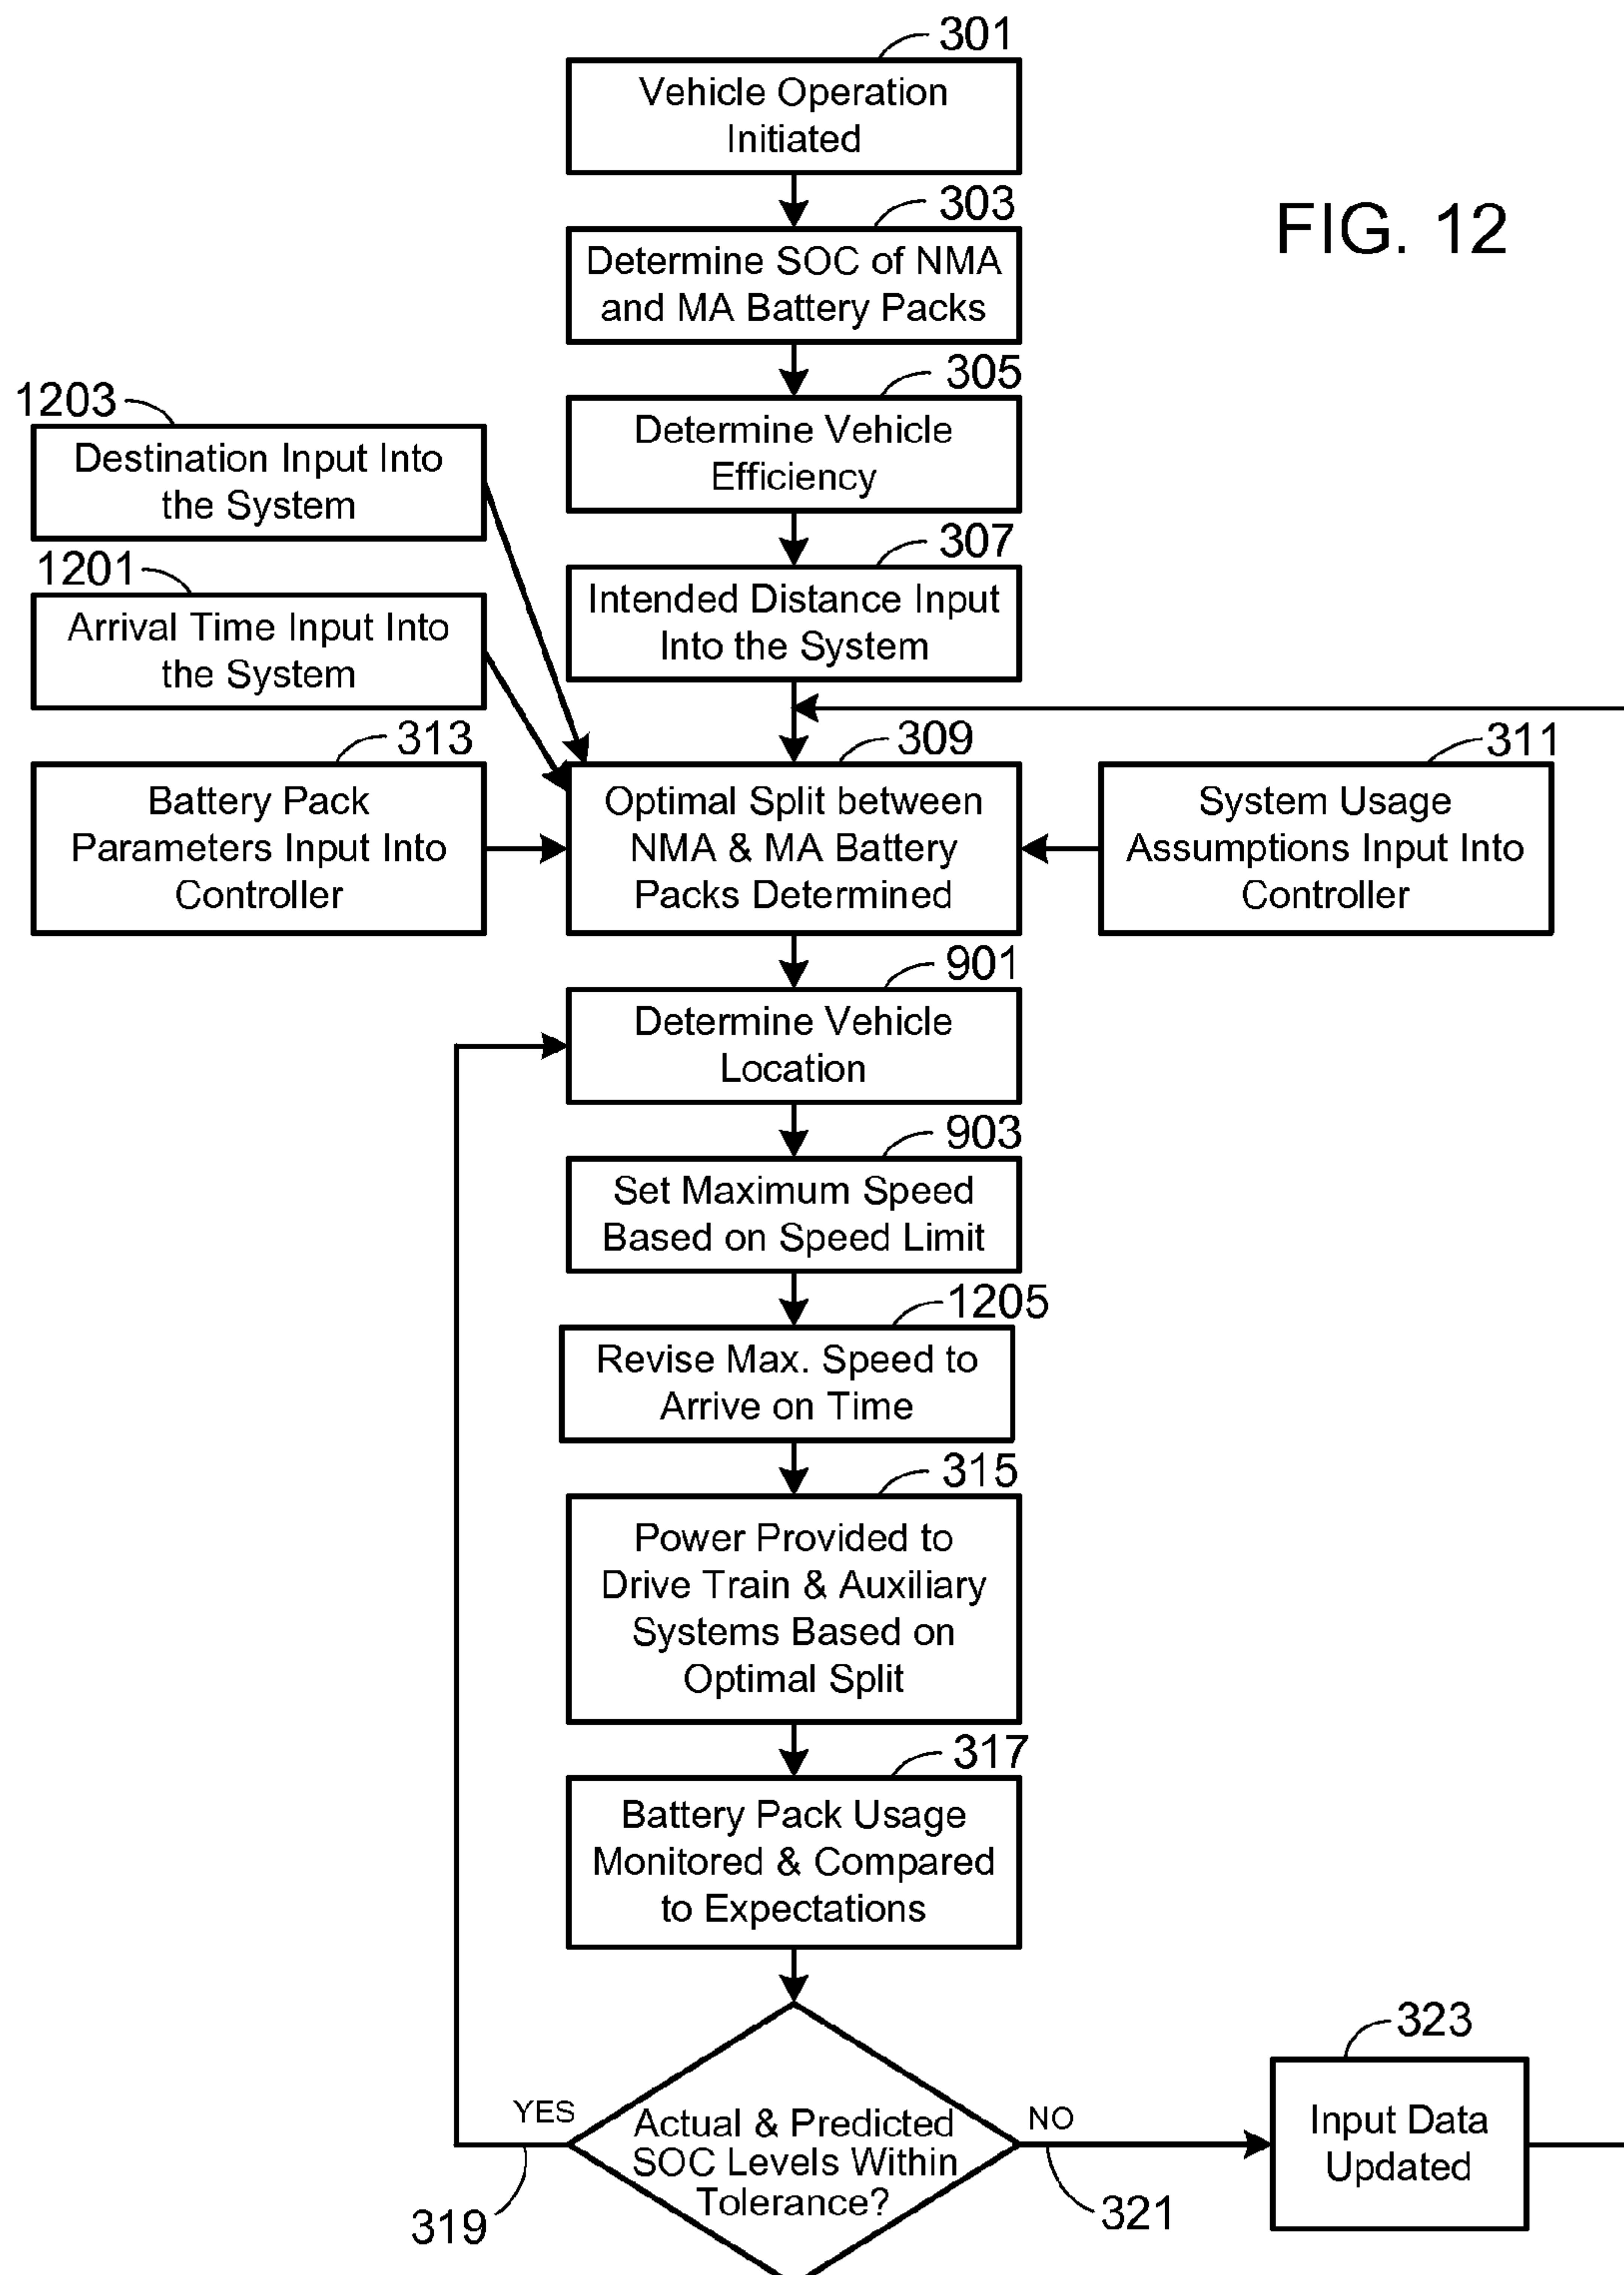 301
Vehicle Operation
Initiated
FIG. 12
303
Determine SOC of NMA
and MA Battery Packs
305
Determine Vehicle
Efficiency
1203
Destination Input Into
the System
307
Intended Distance Input
Into the System
1201
Arrival Time Input Into
the System
313
Battery Pack
Parameters Input Into
Controller
309
Optimal Split between
NMA & MA Battery
Packs Determined
311
System Usage
Assumptions Input Into
Controller
901
Determine Vehicle
Location
903
Set Maximum Speed
Based on Speed Limit
1205
Revise Max. Speed to
Arrive on Time
315
Power Provided to
Drive Train & Auxiliary
Systems Based on
Optimal Split
317
Battery Pack Usage
Monitored & Compared
to Expectations
YES
319
Actual & Predicted
SOC Levels Within
Tolerance?
NO
321
323
Input Data
Updated